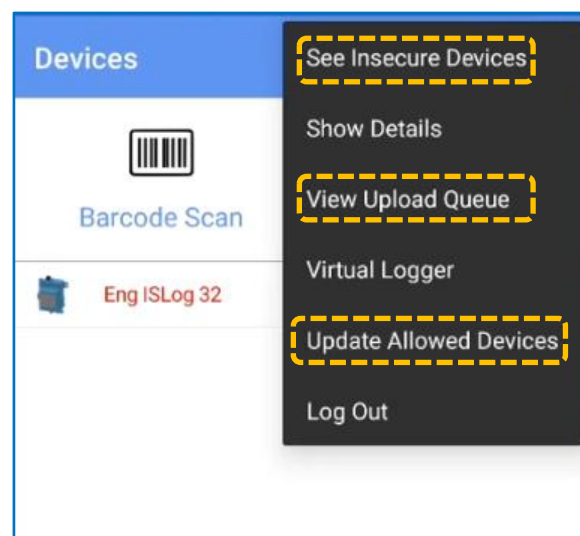 Devices
Barcode Scan
Eng ISLog 32
See Insecure Devices
Show Details
View Upload Queue
Virtual Logger
Update Allowed Devices
Log Out